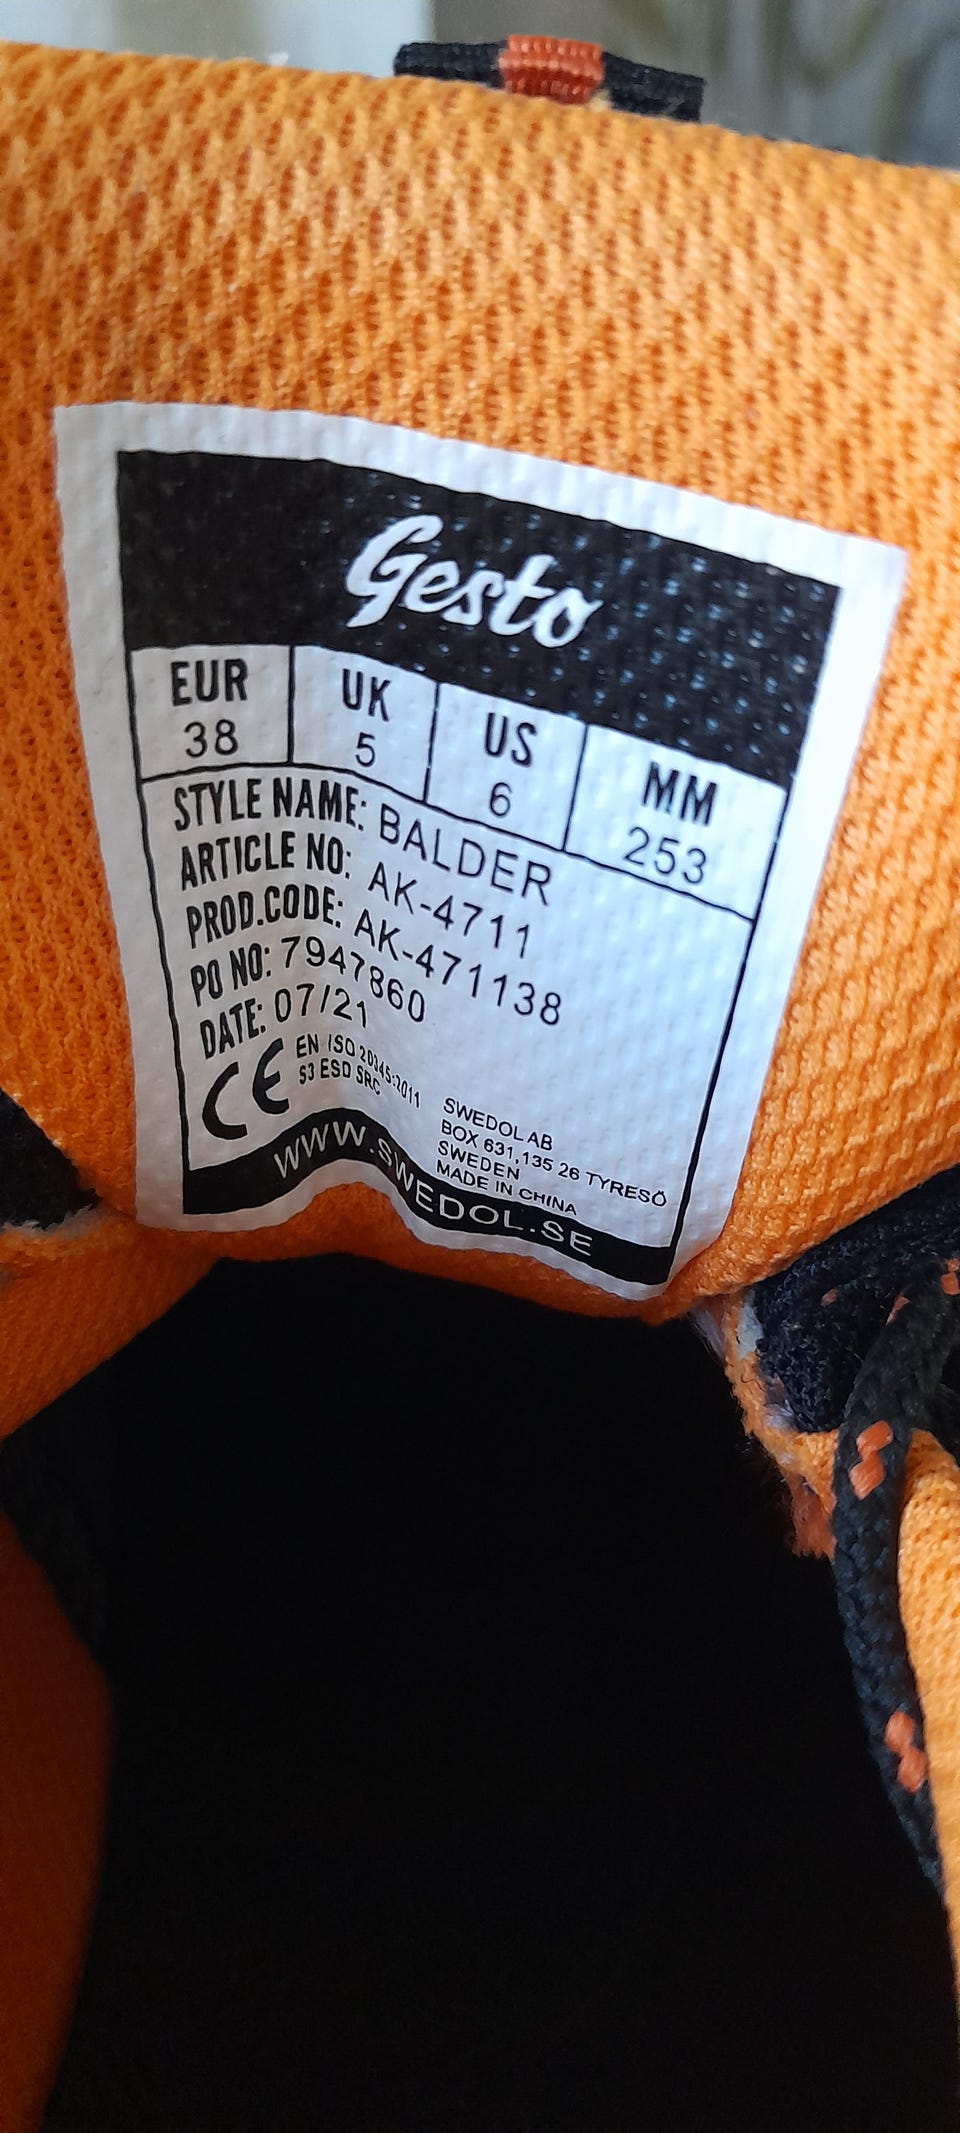 Gesto
EUR UK US MM
38 5 6 253
STYLE NAME: BALDER
ARTICLE NO: AK-4711
PROD.CODE: AK-471138
PO NO: 7947860
DATE: 07/21
CE EN ISO 20345:2011
S3 ESD SRC
SWEDOL AB
BOX 631,135 26 TYRESÖ
SWEDEN
MADE IN CHINA
WWW.SWEDOL.SE